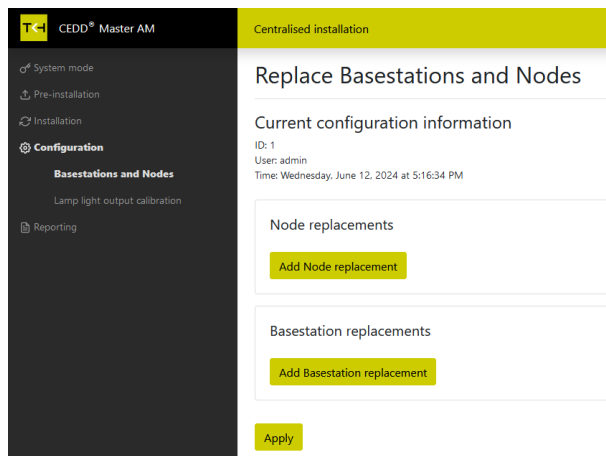 TKH CEDD® Master AM
Centralised installation
System mode
Pre-installation
Installation
Configuration
Basestations and Nodes
Lamp light output calibration
Reporting
Replace Basestations and Nodes
Current configuration information
ID: 1
User: admin
Time: Wednesday, June 12, 2024 at 5:16:34 PM
Node replacements
Add Node replacement
Basestation replacements
Add Basestation replacement
Apply